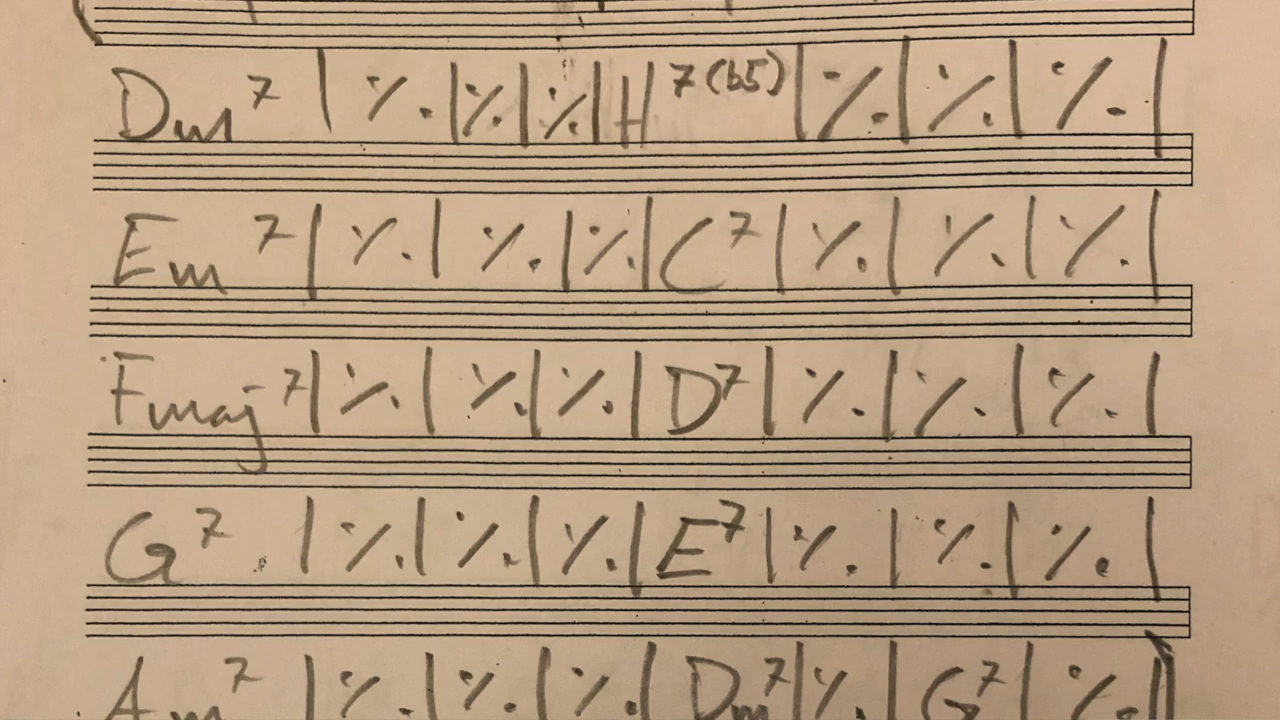 Dm7 | % | % | % | H7(b5) | % | % | % |
Em7 | % | % | % | C7 | % | % | % |
Fmaj7 | % | % | % | D7 | % | % | % |
G7 | % | % | % | E7 | % | % | % |
Am7 | % | % | % | Dm7 | % | G7 | % ||